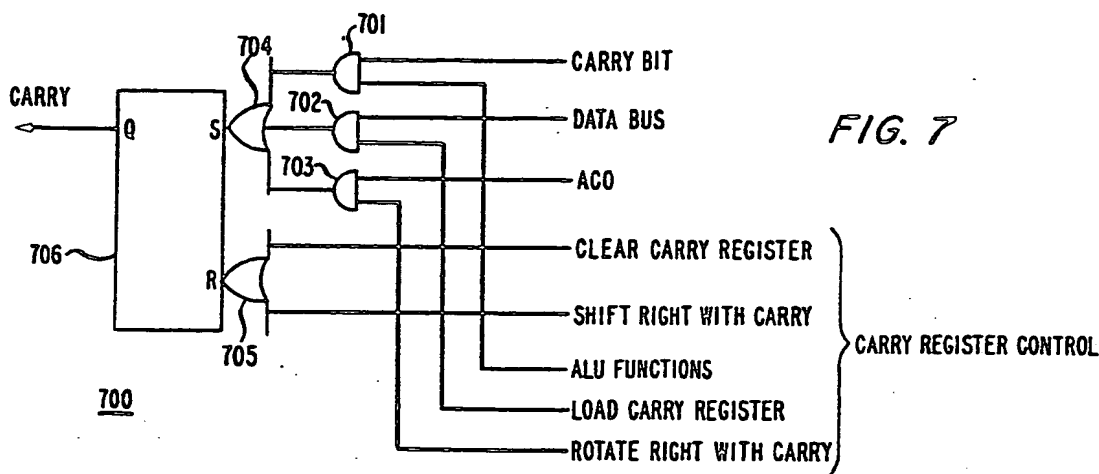 701
704
CARRY BIT
CARRY
702
DATA BUS
FIG. 7
Q
S
703
ACO
706
CLEAR CARRY REGISTER
R
SHIFT RIGHT WITH CARRY
CARRY REGISTER CONTROL
705
ALU FUNCTIONS
700
LOAD CARRY REGISTER
ROTATE RIGHT WITH CARRY